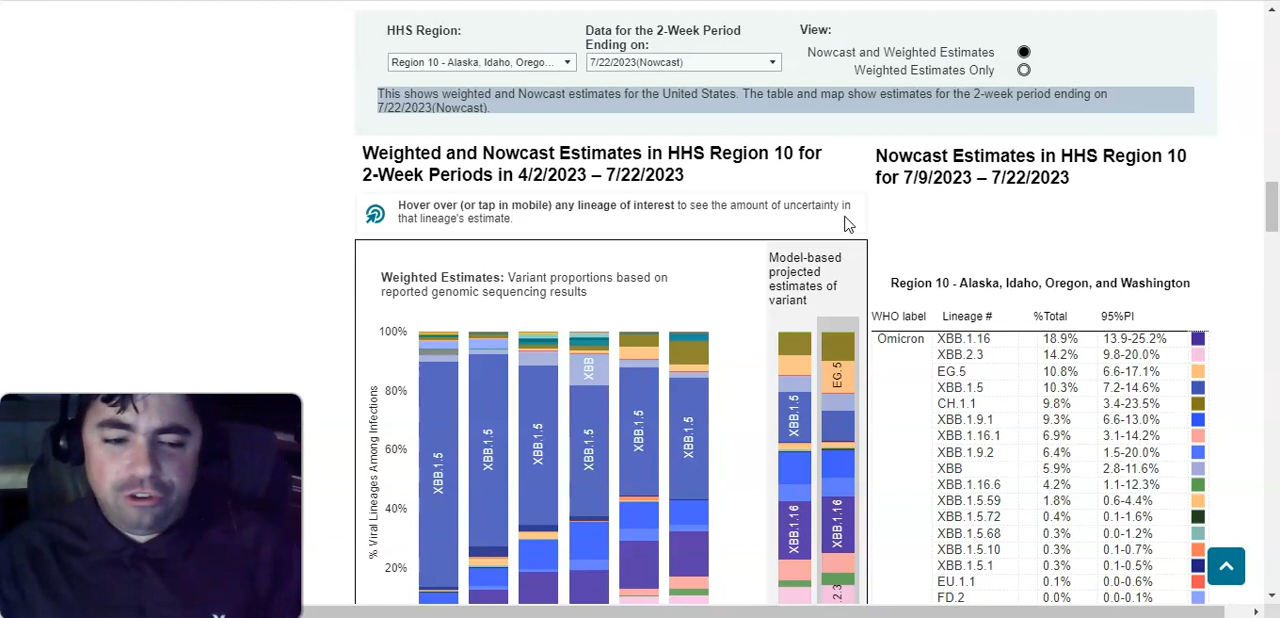 HHS Region:
Data for the 2-Week Period
Ending on:
View:
Region 10 - Alaska, Idaho, Orego...
7/22/2023(Nowcast)
Nowcast and Weighted Estimates
Weighted Estimates Only
This shows weighted and Nowcast estimates for the United States. The table and map show estimates for the 2-week period ending on
7/22/2023(Nowcast).
Weighted and Nowcast Estimates in HHS Region 10 for
2-Week Periods in 4/2/2023 – 7/22/2023
Nowcast Estimates in HHS Region 10
for 7/9/2023 – 7/22/2023
Hover over (or tap in mobile) any lineage of interest to see the amount of uncertainty in
that lineage's estimate.
Weighted Estimates: Variant proportions based on
reported genomic sequencing results
Model-based
projected
estimates of
variant
% Viral Lineages Among Infections
100%
80%
60%
40%
20%
XBB.1.5
XBB.1.5
XBB.1.5
XBB
XBB.1.5
XBB.1.5
XBB.1.5
XBB.1.5
XBB.1.16
EG.5
XBB.1.16
2.3
Region 10 - Alaska, Idaho, Oregon, and Washington
WHO label Lineage # %Total 95%PI
Omicron XBB.1.16 18.9% 13.9-25.2%
XBB.2.3 14.2% 9.8-20.0%
EG.5 10.8% 6.6-17.1%
XBB.1.5 10.3% 7.2-14.6%
CH.1.1 9.8% 3.4-23.5%
XBB.1.9.1 9.3% 6.6-13.0%
XBB.1.16.1 6.9% 3.1-14.2%
XBB.1.9.2 6.4% 1.5-20.0%
XBB 5.9% 2.8-11.6%
XBB.1.16.6 4.2% 1.1-12.3%
XBB.1.5.59 1.8% 0.6-4.4%
XBB.1.5.72 0.4% 0.1-1.6%
XBB.1.5.68 0.3% 0.0-1.2%
XBB.1.5.10 0.3% 0.1-0.7%
XBB.1.5.1 0.3% 0.1-0.5%
EU.1.1 0.1% 0.0-0.6%
FD.2 0.0% 0.0-0.1%